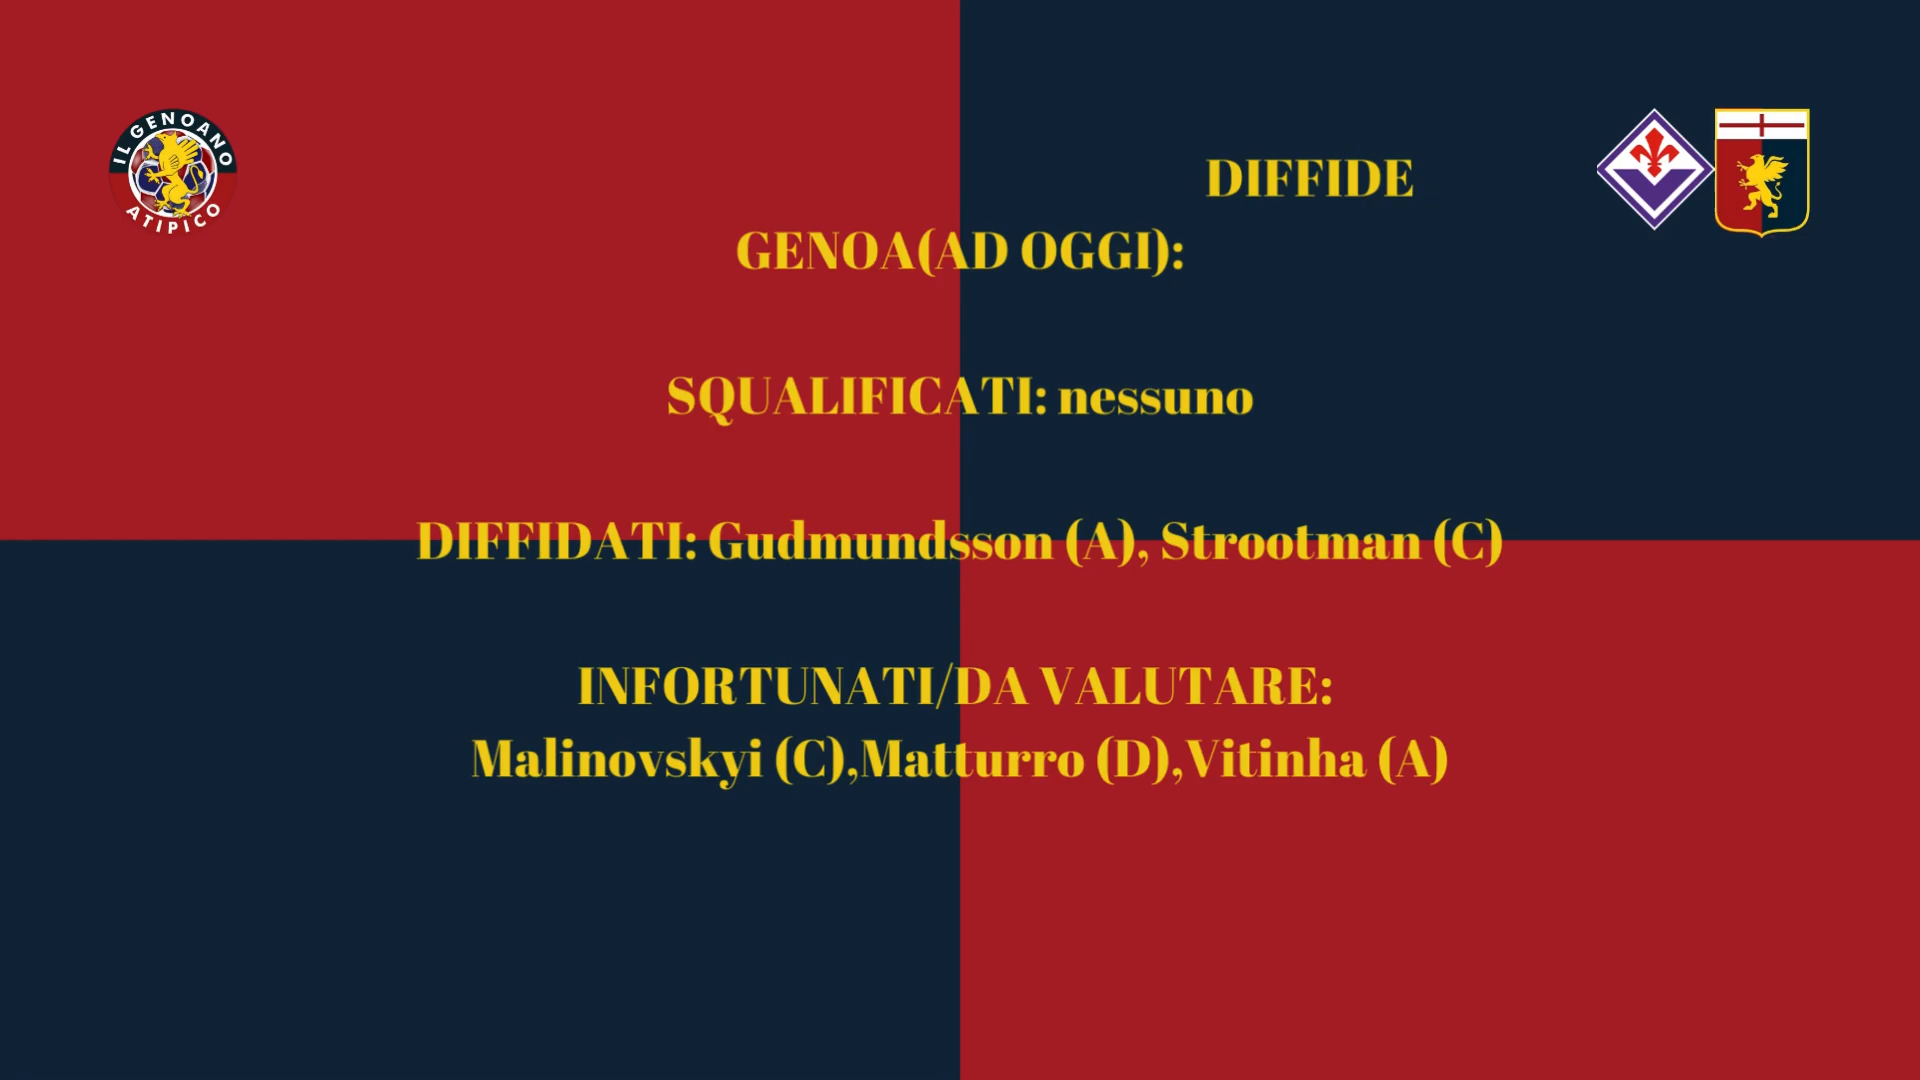 IL GENOANO
ATIPICO
DIFFIDE
GENOA(AD OGGI):
SQUALIFICATI: nessuno
DIFFIDATI: Gudmundsson (A), Strootman (C)
INFORTUNATI/DA VALUTARE:
Malinovskyi (C),Matturro (D),Vitinha (A)